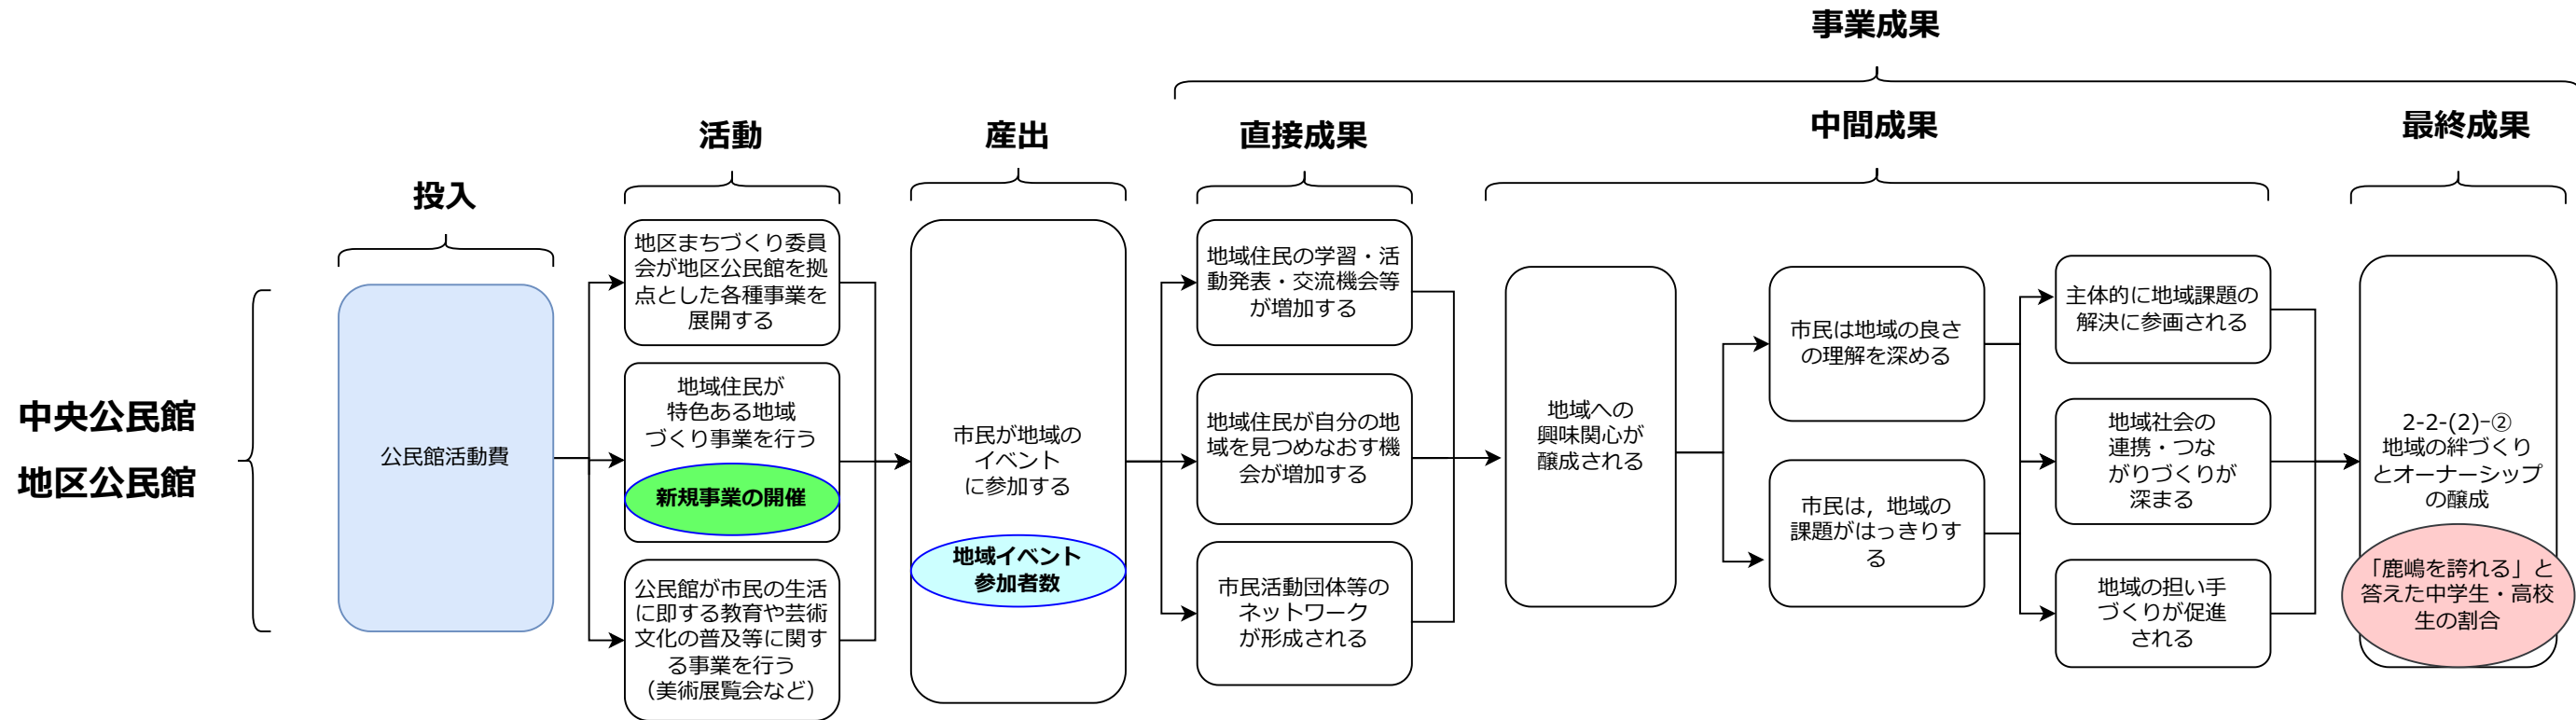 事業成果
活動
産出
直接成果
中間成果
最終成果
投入
中央公民館
地区公民館
公民館活動費
地区まちづくり委員
会が地区公民館を拠
点とした各種事業を
展開する
地域住民が
特色ある地域
づくり事業を行う
新規事業の開催
公民館が市民の生活
に即する教育や芸術
文化の普及等に関す
る事業を行う
（美術展覧会など）
市民が地域の
イベント
に参加する
地域イベント
参加者数
地域住民の学習・活
動発表・交流機会等
が増加する
地域住民が自分の地
域を見つめなおす機
会が増加する
市民活動団体等の
ネットワーク
が形成される
地域への
興味関心が
醸成される
市民は地域の良さ
の理解を深める
市民は，地域の
課題がはっきりす
る
主体的に地域課題の
解決に参画される
地域社会の
連携・つな
がりづくりが
深まる
地域の担い手
づくりが促進
される
2-2-(2)-②
地域の絆づくり
とオーナーシップ
の醸成
「鹿嶋を誇れる」と
答えた中学生・高校
生の割合